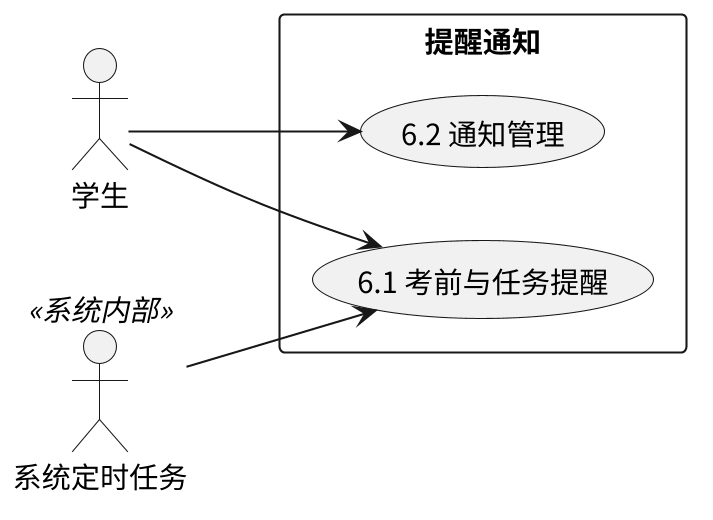 提醒通知
6.2 通知管理
学生
6.1 考前与任务提醒
«系统内部»
系统定时任务